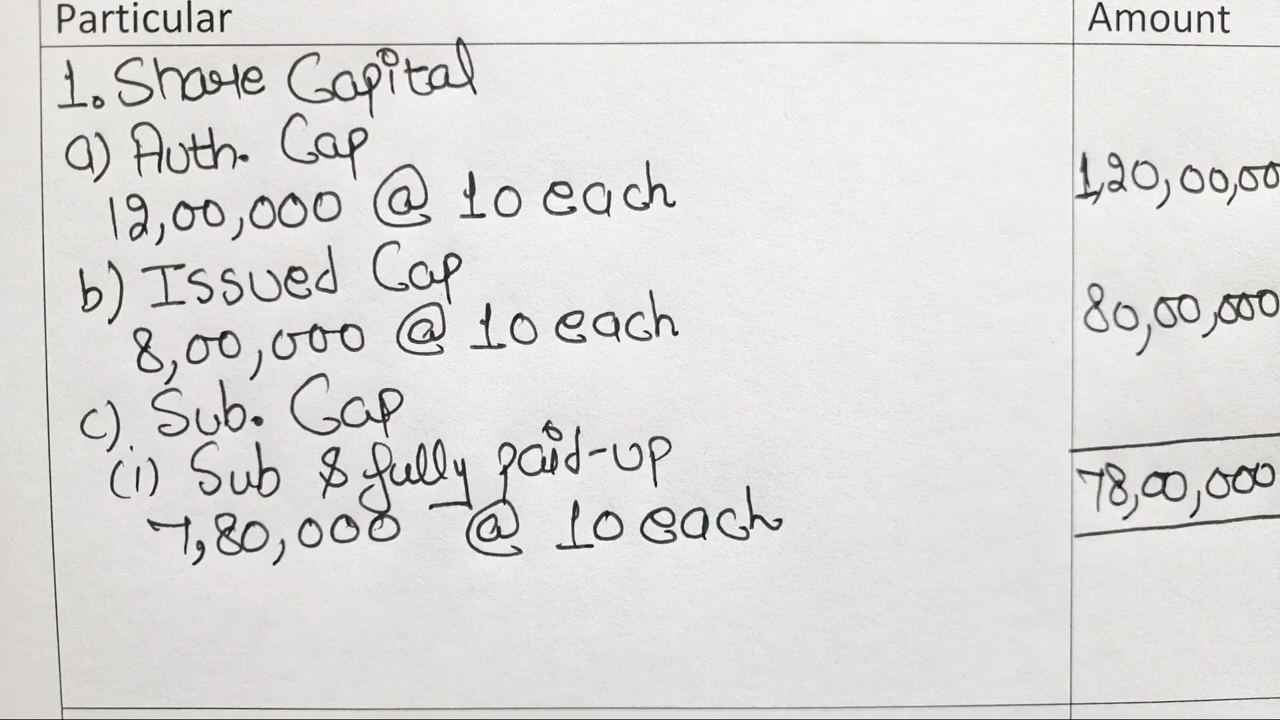 Particular Amount
1. Share Capital
a) Auth. Cap
12,00,000 @ 10 each 1,20,00,00
b) Issued Cap
8,00,000 @ 10 each 80,00,000
c) Sub. Cap
(i) Sub & fully paid-up
7,80,000 @ 10 each 78,00,000